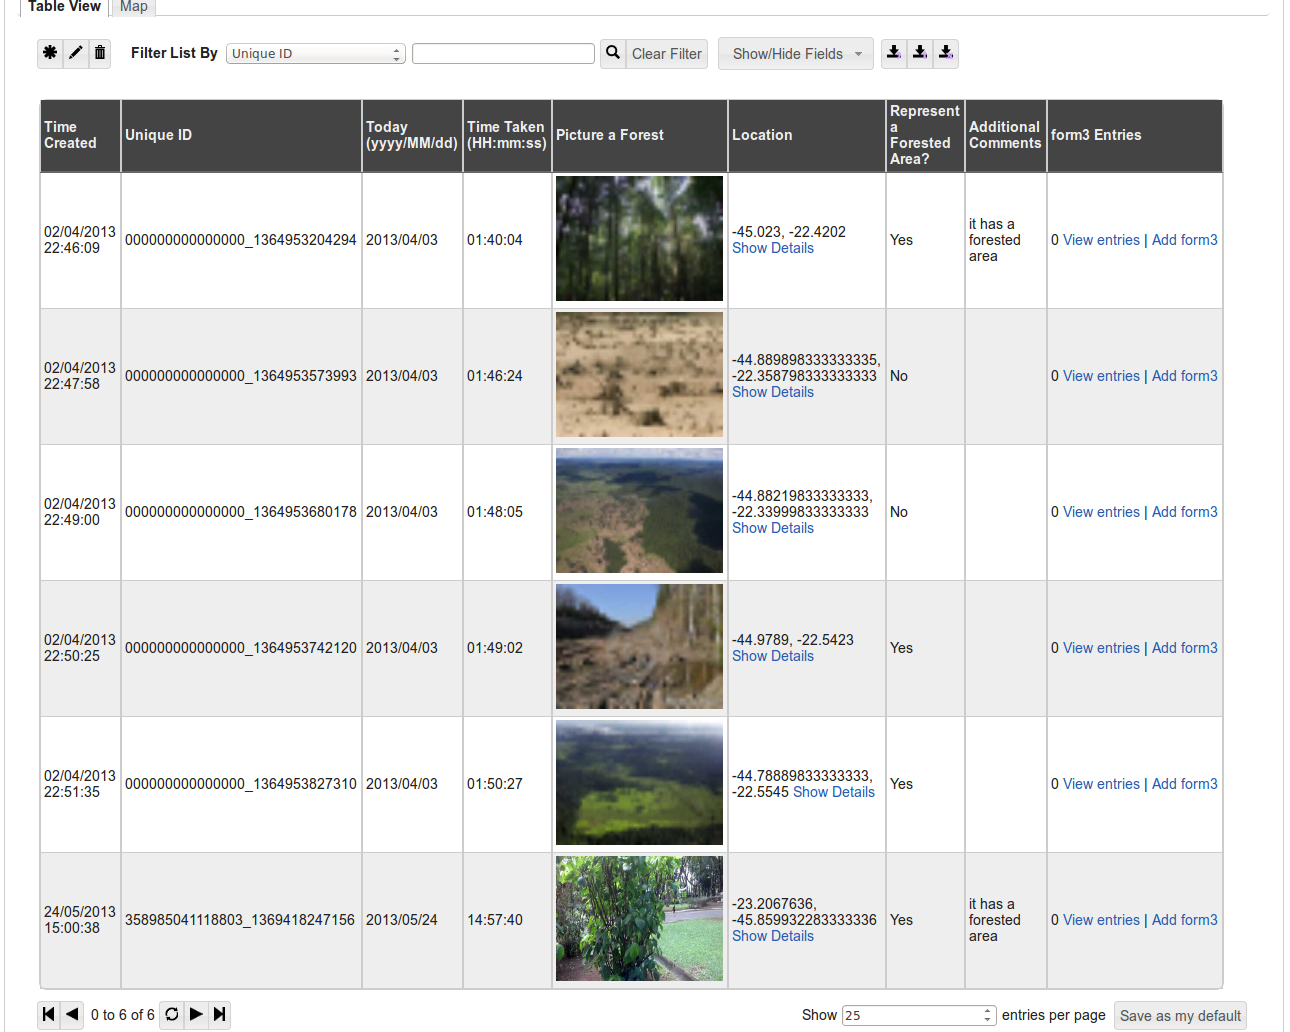 Table View Map
Filter List By Unique ID Clear Filter Show/Hide Fields
Time Created Unique ID Today (yyyy/MM/dd) Time Taken (HH:mm:ss) Picture a Forest Location Represent a Forested Area? Additional Comments form3 Entries
02/04/2013 22:46:09 000000000000000_1364953204294 2013/04/03 01:40:04 -45.023, -22.4202 Show Details Yes it has a forested area 0 View entries | Add form3
02/04/2013 22:47:58 000000000000000_1364953573993 2013/04/03 01:46:24 -44.889898333333335, -22.358798333333333 Show Details No 0 View entries | Add form3
02/04/2013 22:49:00 000000000000000_1364953680178 2013/04/03 01:48:05 -44.88219833333333, -22.33999833333333 Show Details No 0 View entries | Add form3
02/04/2013 22:50:25 000000000000000_1364953742120 2013/04/03 01:49:02 -44.9789, -22.5423 Show Details Yes 0 View entries | Add form3
02/04/2013 22:51:35 000000000000000_1364953827310 2013/04/03 01:50:27 -44.78889833333333, -22.5545 Show Details Yes 0 View entries | Add form3
24/05/2013 15:00:38 358985041118803_1369418247156 2013/05/24 14:57:40 -23.2067636, -45.859932283333336 Show Details Yes it has a forested area 0 View entries | Add form3
0 to 6 of 6 Show 25 entries per page Save as my default